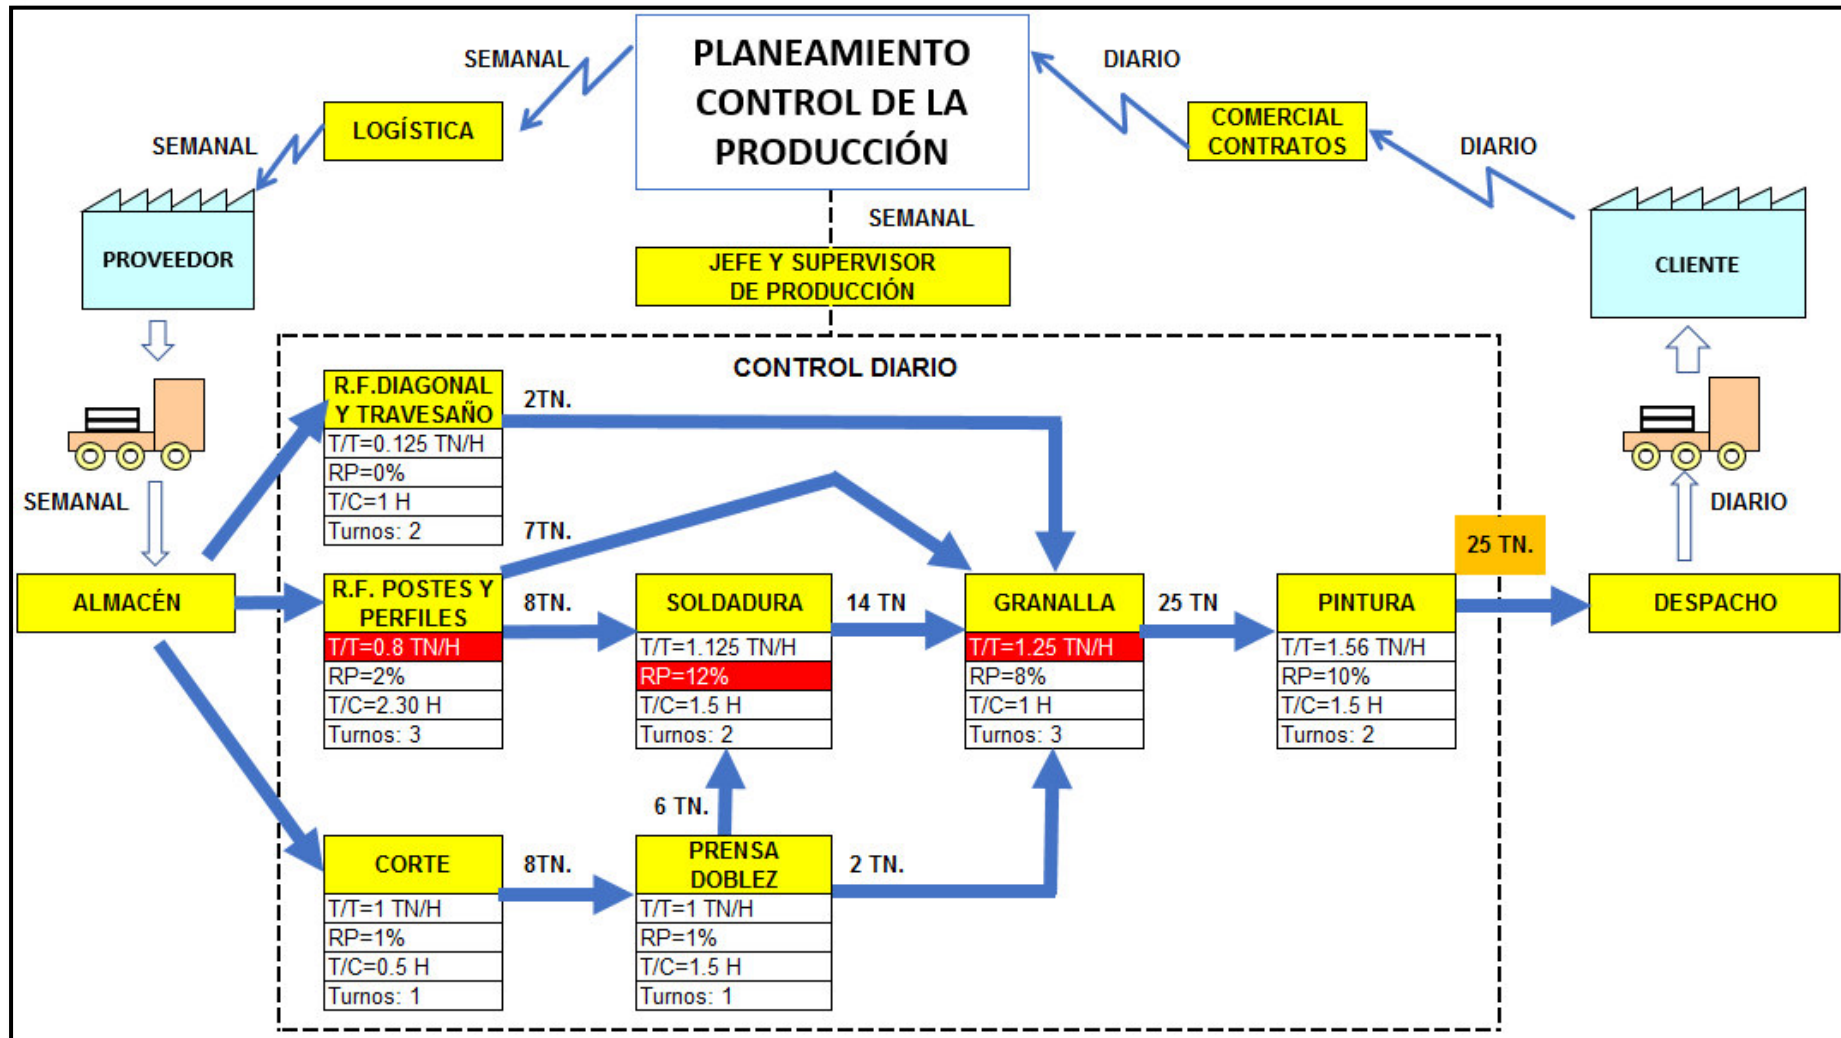 PLANEAMIENTO
CONTROL DE LA
PRODUCCIÓN
SEMANAL
DIARIO
LOGÍSTICA
COMERCIAL
CONTRATOS
SEMANAL
DIARIO
SEMANAL
PROVEEDOR
JEFE Y SUPERVISOR
DE PRODUCCIÓN
CLIENTE
CONTROL DIARIO
R.F.DIAGONAL
Y TRAVESAÑO
T/T=0.125 TN/H
RP=0%
T/C=1 H
Turnos: 2
2TN.
SEMANAL
DIARIO
7TN.
25 TN.
ALMACÉN
R.F. POSTES Y
PERFILES
T/T=0.8 TN/H
RP=2%
T/C=2.30 H
Turnos: 3
8TN.
SOLDADURA
T/T=1.125 TN/H
RP=12%
T/C=1.5 H
Turnos: 2
14 TN
GRANALLA
T/T=1.25 TN/H
RP=8%
T/C=1 H
Turnos: 3
25 TN
PINTURA
T/T=1.56 TN/H
RP=10%
T/C=1.5 H
Turnos: 2
DESPACHO
6 TN.
CORTE
T/T=1 TN/H
RP=1%
T/C=0.5 H
Turnos: 1
8TN.
PRENSA
DOBLEZ
T/T=1 TN/H
RP=1%
T/C=1.5 H
Turnos: 1
2 TN.